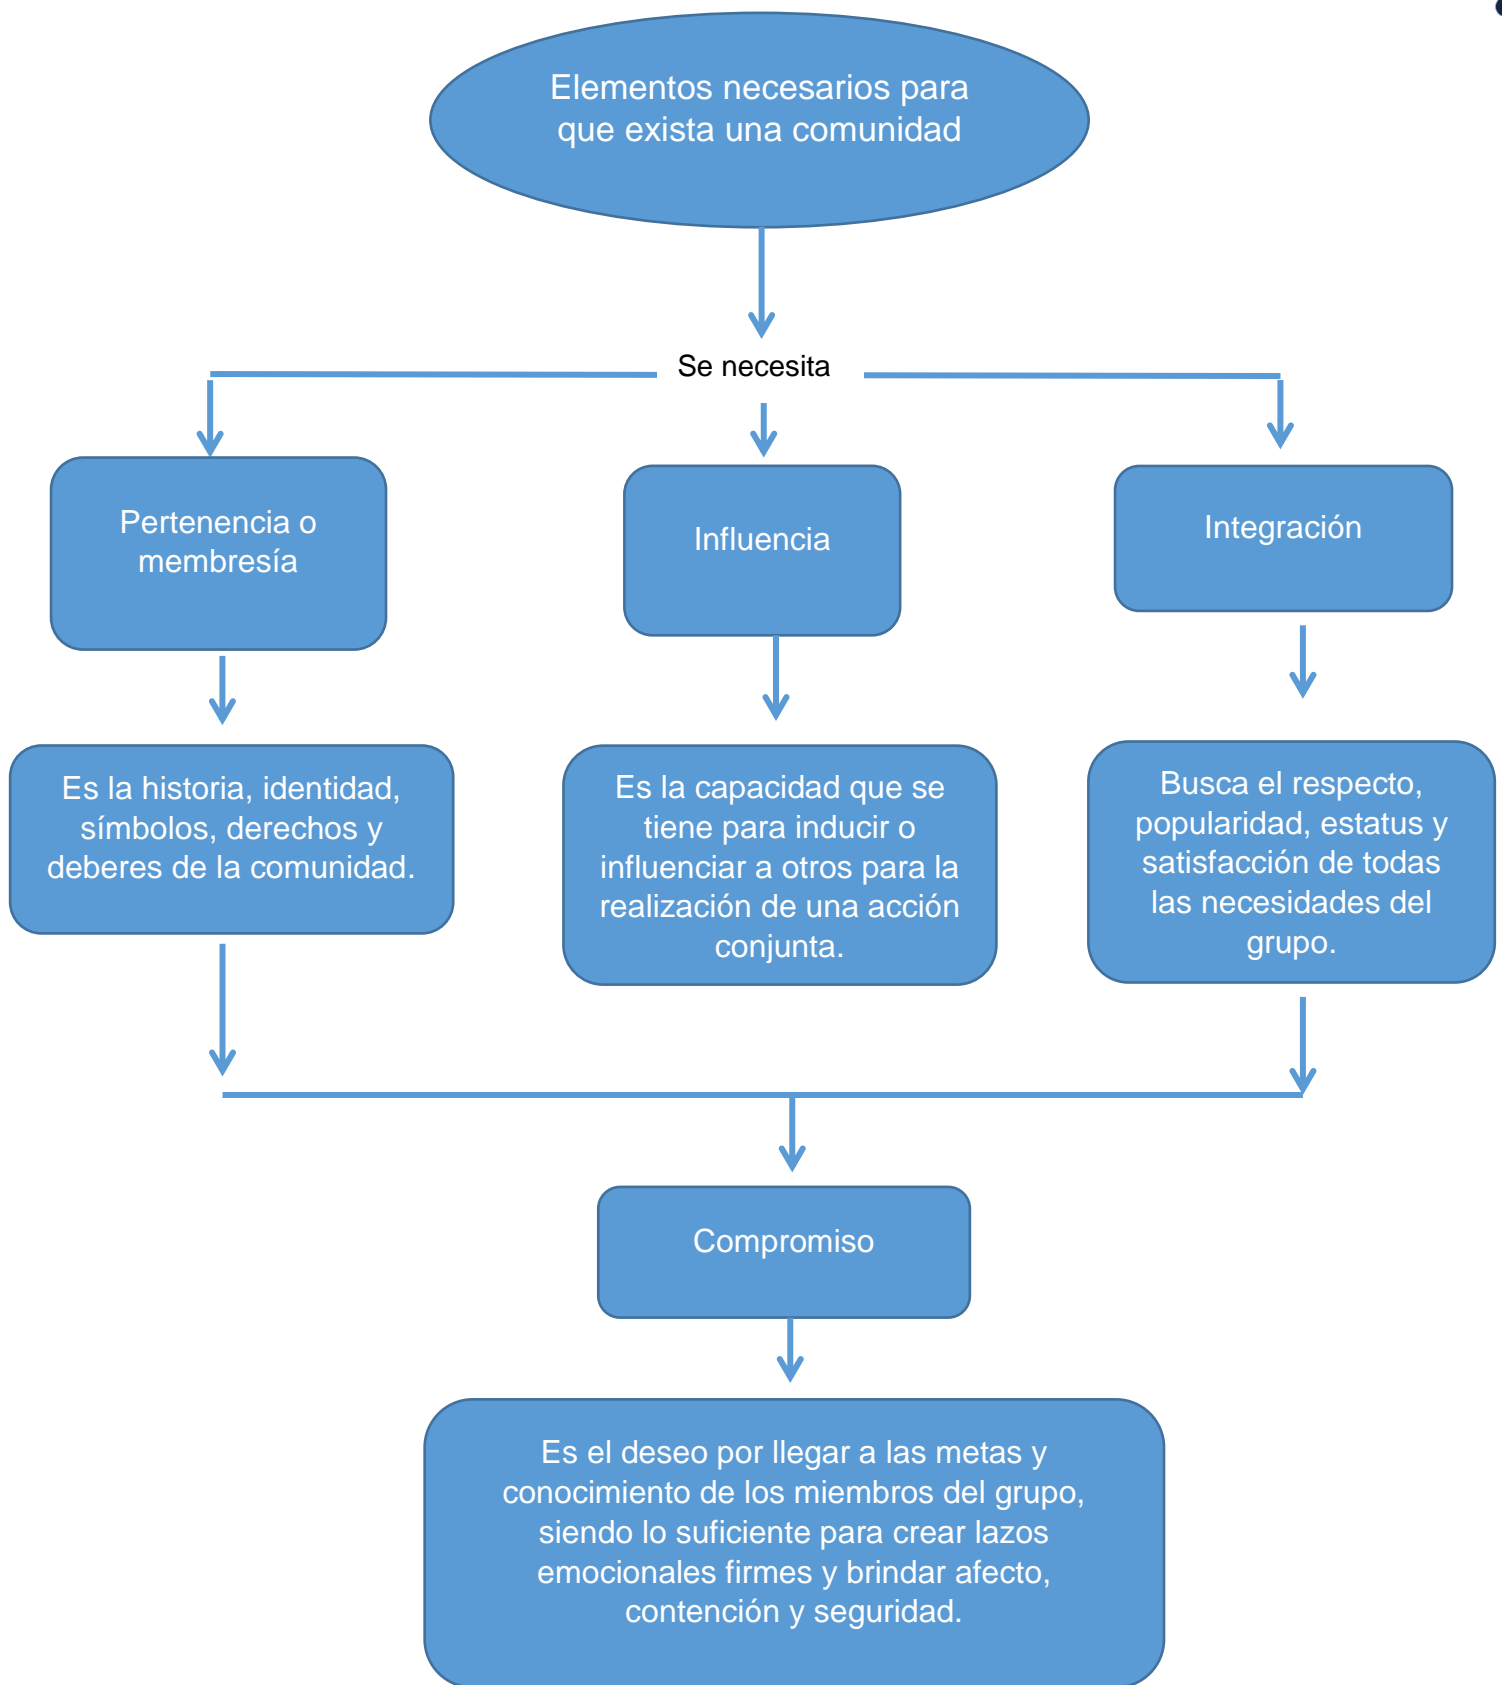 Elementos necesarios para
que exista una comunidad
Se necesita
Pertenencia o
membresía
Influencia
Integración
Es la historia, identidad,
símbolos, derechos y
deberes de la comunidad.
Es la capacidad que se
tiene para inducir o
influenciar a otros para la
realización de una acción
conjunta.
Busca el respeto,
popularidad, estatus y
satisfacción de todas
las necesidades del
grupo.
Compromiso
Es el deseo por llegar a las metas y
conocimiento de los miembros del grupo,
siendo lo suficiente para crear lazos
emocionales firmes y brindar afecto,
contención y seguridad.